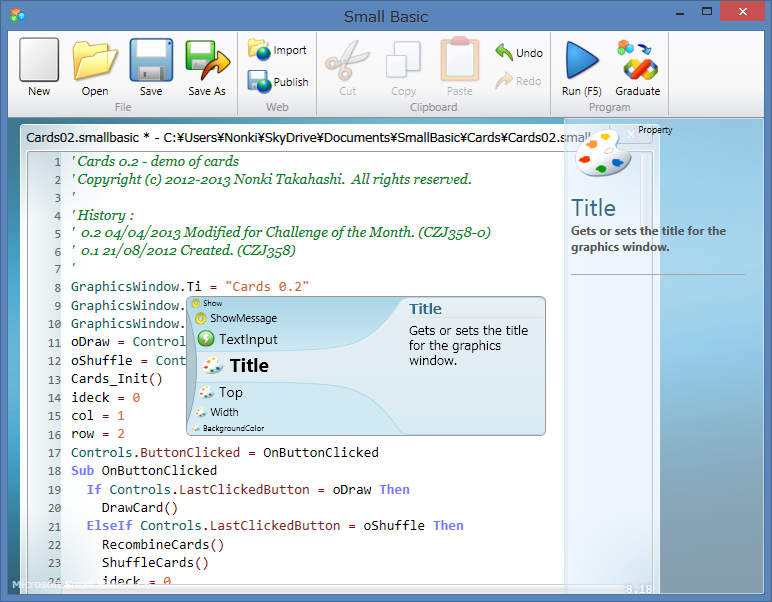 Small Basic
New
Open
Save
Save As
File
Import
Publish
Web
Cut
Copy
Paste
Undo
Redo
Clipboard
Run (F5)
Graduate
Program
Cards02.smallbasic * - C:¥Users¥Nonki¥SkyDrive¥Documents¥SmallBasic¥Cards¥Cards02.small
1 ' Cards 0.2 - demo of cards
2 ' Copyright (c) 2012-2013 Nonki Takahashi.  All rights reserved.
3 '
4 ' History :
5 '  0.2 04/04/2013 Modified for Challenge of the Month. (CZJ358-0)
6 '  0.1 21/08/2012 Created. (CZJ358)
7 '
8 GraphicsWindow.Ti = "Cards 0.2"
9 GraphicsWindow.
10 GraphicsWindow.
11 oDraw = Control
12 oShuffle = Cont
13 Cards_Init()
14 ideck = 0
15 col = 1
16 row = 2
17 Controls.ButtonClicked = OnButtonClicked
18 Sub OnButtonClicked
19 If Controls.LastClickedButton = oDraw Then
20 DrawCard()
21 ElseIf Controls.LastClickedButton = oShuffle Then
22 RecombineCards()
23 ShuffleCards()
24 ideck = 0
Show
ShowMessage
TextInput
Title
Top
Width
BackgroundColor
Title
Gets or sets the title
for the graphics
window.
Property
Title
Gets or sets the title for the
graphics window.
Microsoft Small
8,18